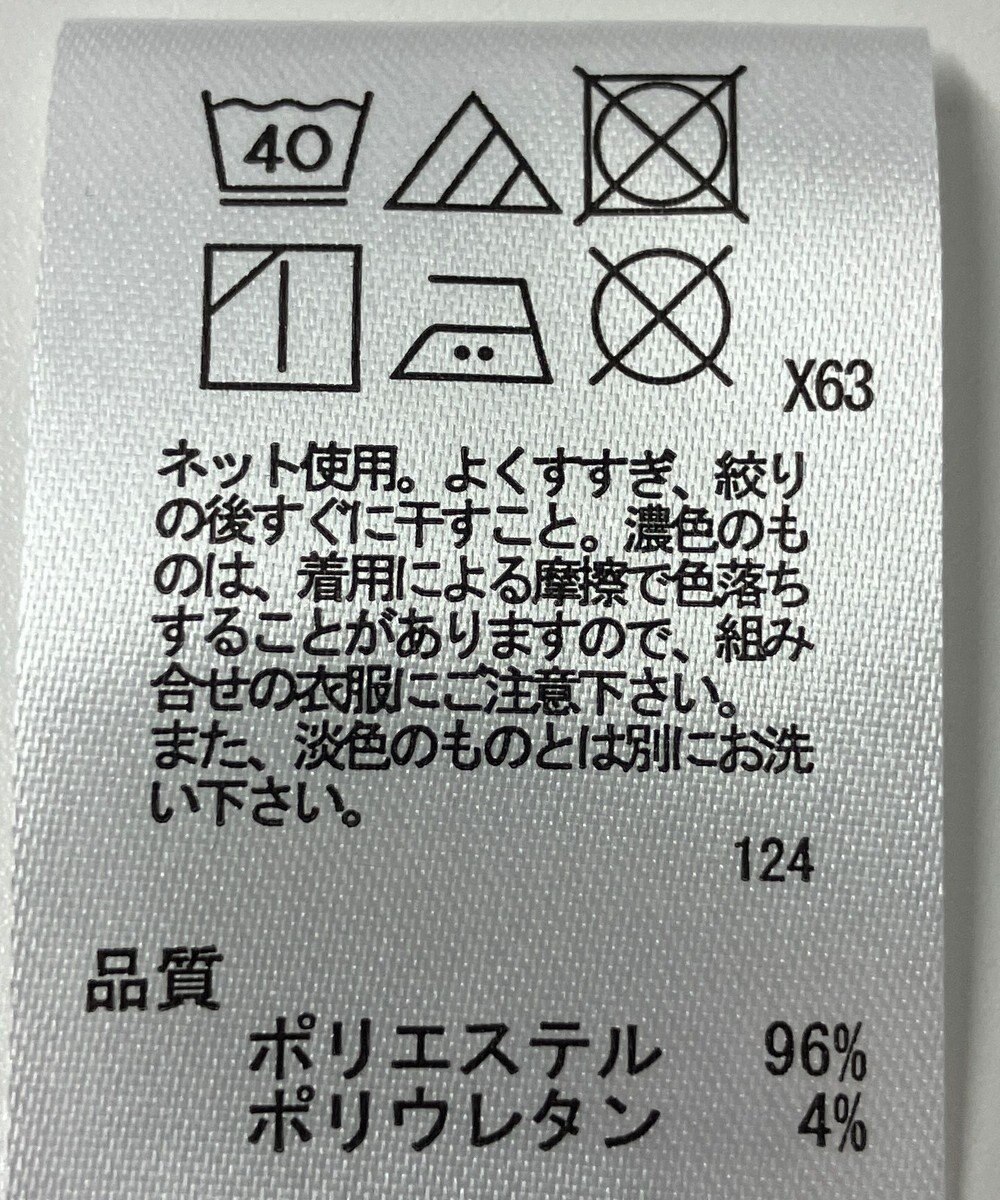 40
X63
ネット使用。よくすすぎ、絞り
の後すぐに干すこと。濃色のも
のは、着用による摩擦で色落ち
することがありますので、組み
合せの衣服にご注意下さい。
また、淡色のものとは別にお洗
い下さい。
124
品質
ポリエステル 96%
ポリウレタン 4%